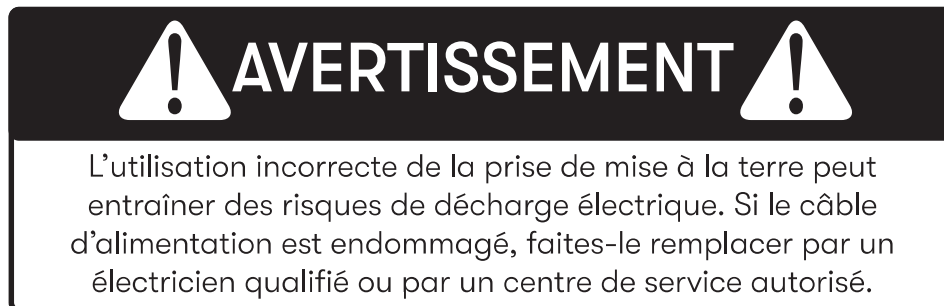 AVERTISSEMENT
L'utilisation incorrecte de la prise de mise à la terre peut
entraîner des risques de décharge électrique. Si le câble
d'alimentation est endommagé, faites-le remplacer par un
électricien qualifié ou par un centre de service autorisé.